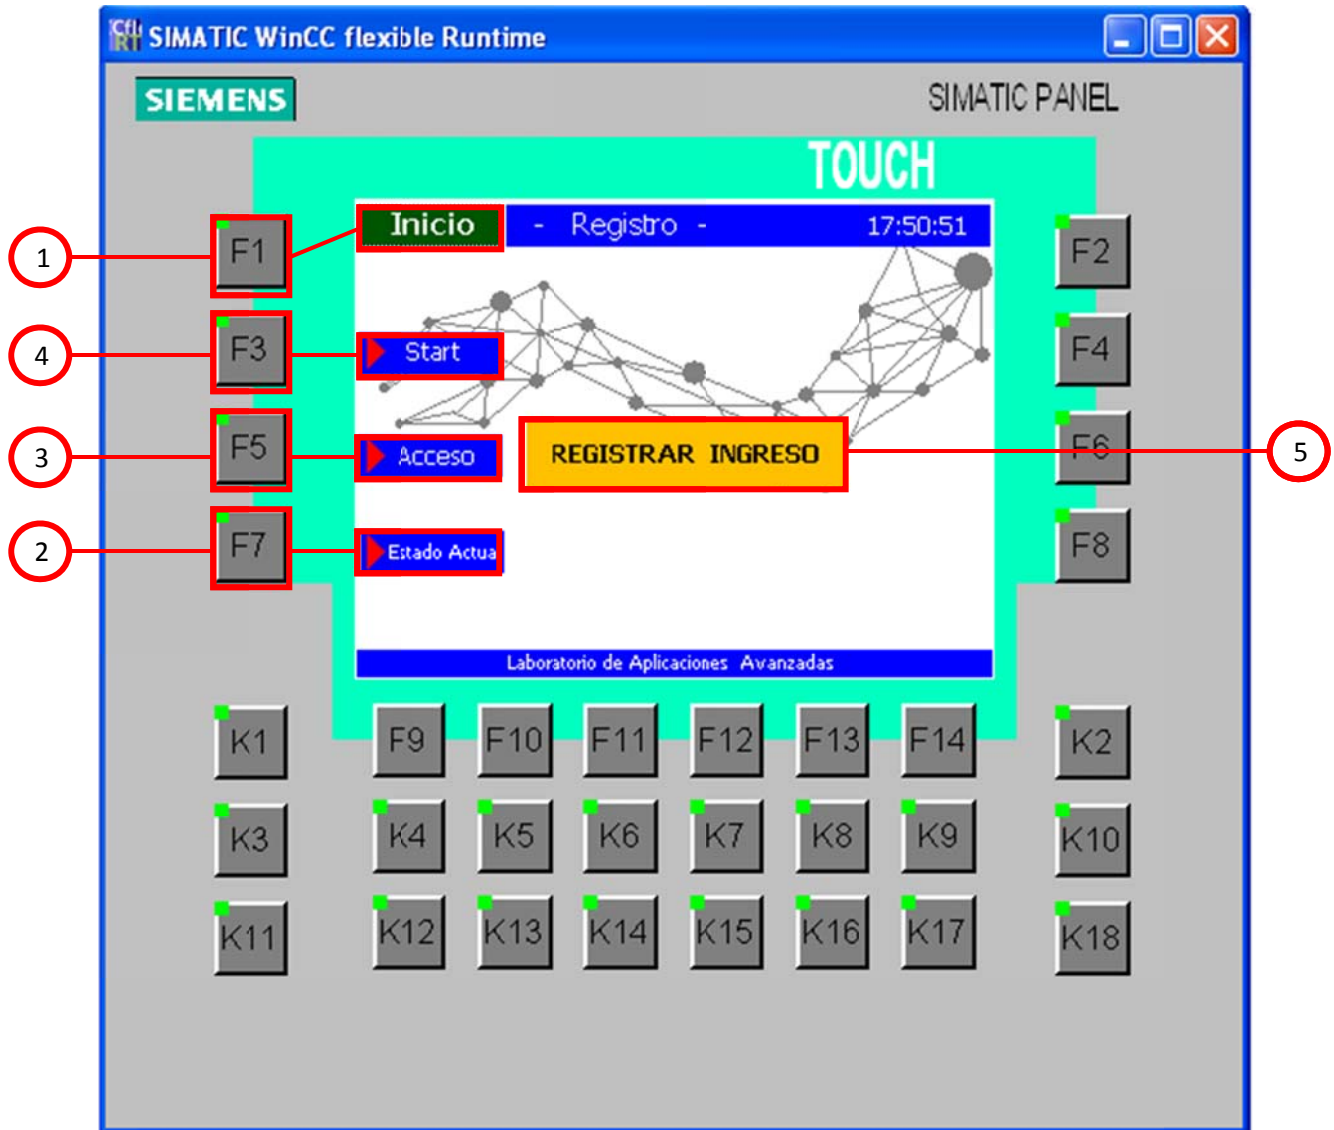 SIMATIC WinCC flexible Runtime
SIEMENS
SIMATIC PANEL
TOUCH
1 F1 Inicio - Registro - 17:50:51 F2
4 F3 Start F4
3 F5 Acceso REGISTRAR INGRESO F6 5
2 F7 Estado Actua F8
Laboratorio de Aplicaciones Avanzadas
K1 F9 F10 F11 F12 F13 F14 K2
K3 K4 K5 K6 K7 K8 K9 K10
K11 K12 K13 K14 K15 K16 K17 K18